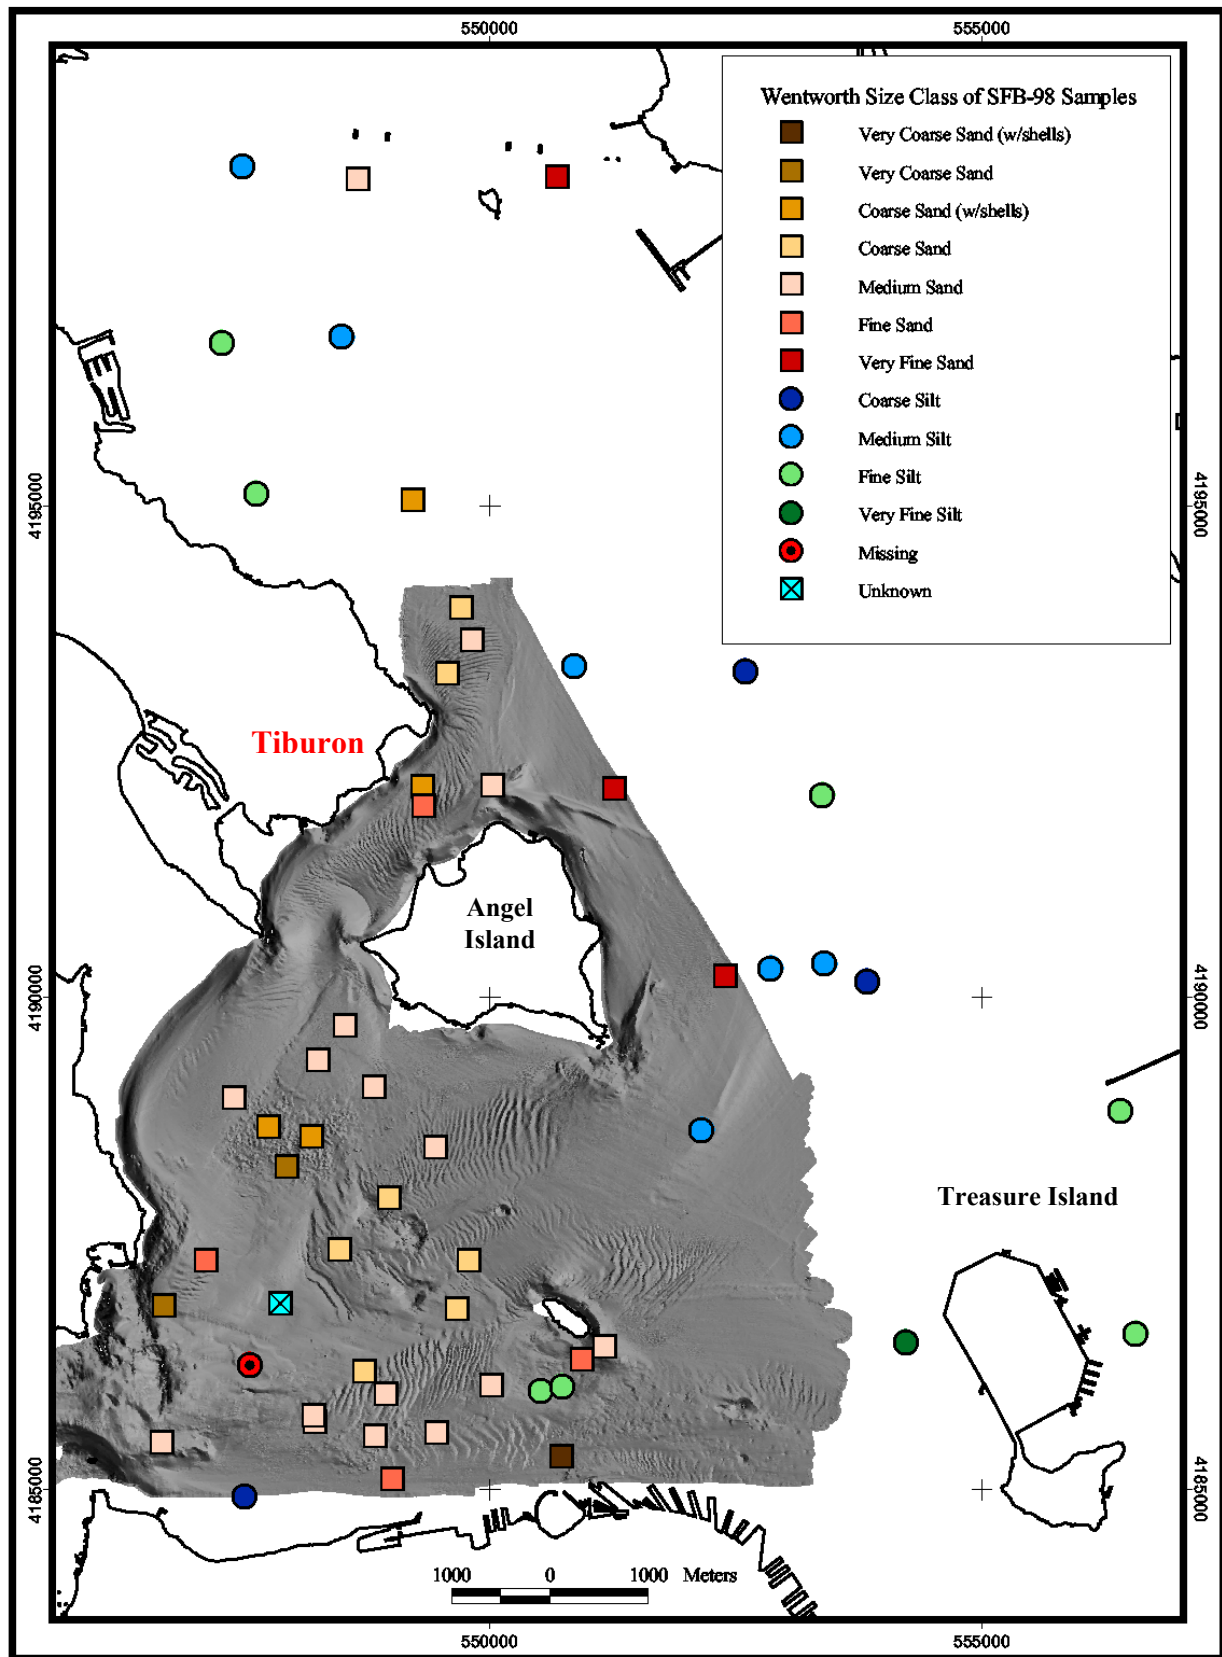 550000
555000
Wentworth Size Class of SFB-98 Samples
Very Coarse Sand (w/shells)
Very Coarse Sand
Coarse Sand (w/shells)
Coarse Sand
Medium Sand
Fine Sand
Very Fine Sand
Coarse Silt
Medium Silt
Fine Silt
Very Fine Silt
Missing
Unknown
4195000
4195000
Tiburon
Angel
Island
4190000
4190000
Treasure Island
4185000
4185000
1000 0 1000 Meters
550000
555000